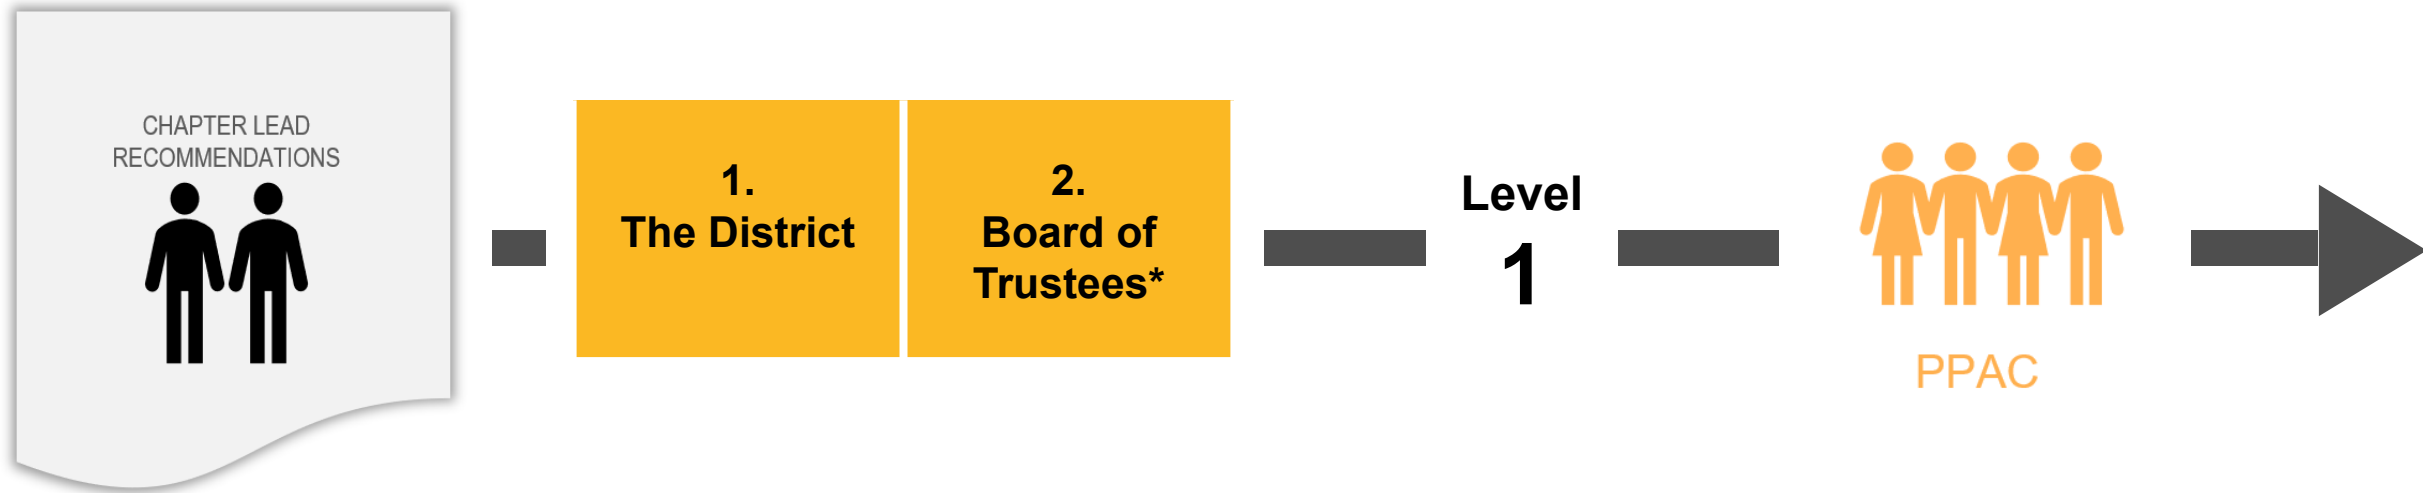 CHAPTER LEAD
RECOMMENDATIONS
1.
The District
2.
Board of
Trustees*
Level
1
PPAC